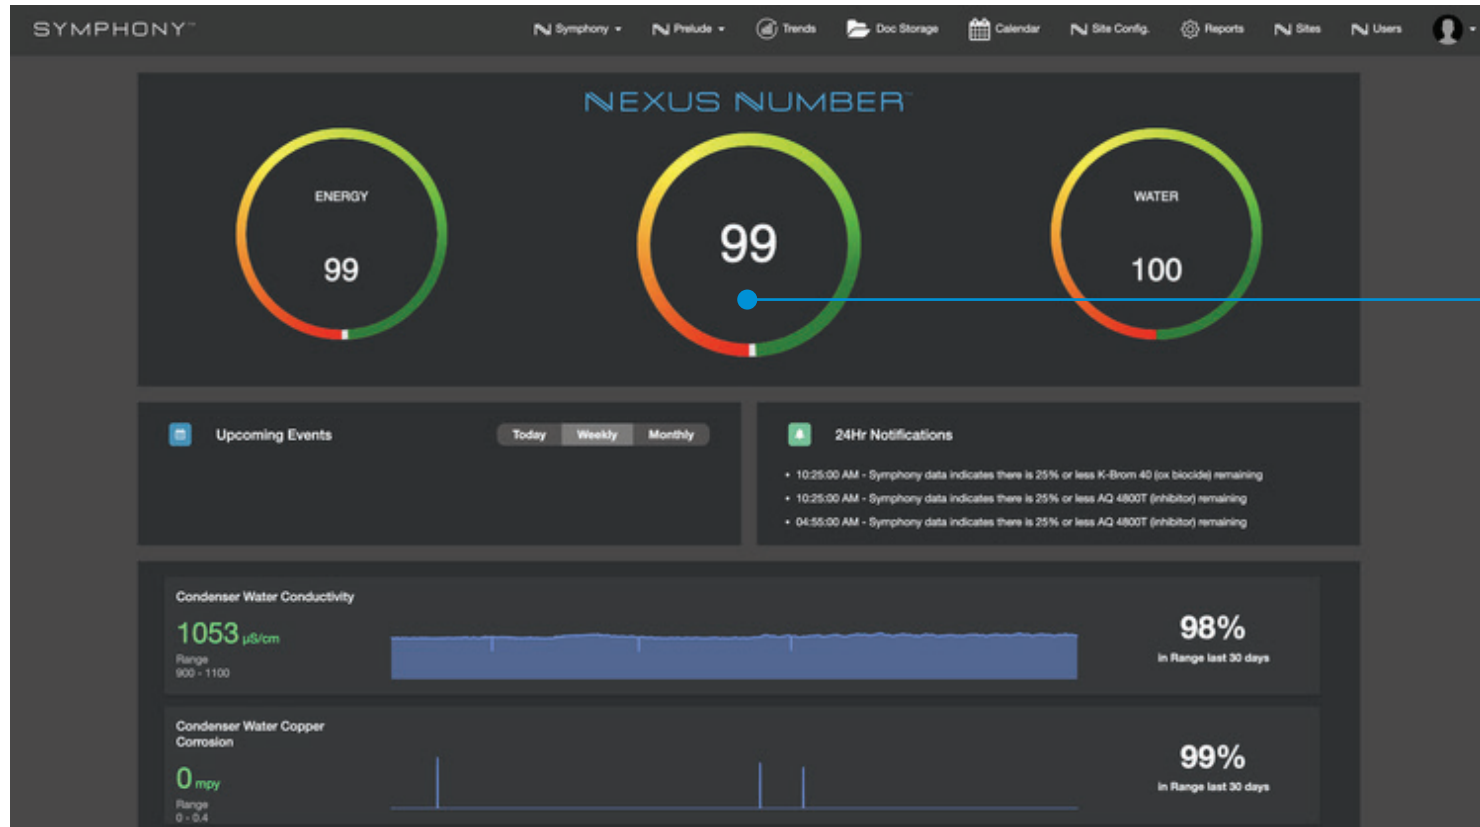 SYMPHONY™
Symphony
Prelude
Trends
Doc Storage
Calendar
Site Config.
Reports
Sites
Users
NEXUS NUMBER™
ENERGY
99
99
WATER
100
Upcoming Events
Today Weekly Monthly
24Hr Notifications
• 10:25:00 AM - Symphony data indicates there is 25% or less K-Brom 40 (ox biocide) remaining
• 10:25:00 AM - Symphony data indicates there is 25% or less AQ 4800T (inhibitor) remaining
• 04:55:00 AM - Symphony data indicates there is 25% or less AQ 4800T (inhibitor) remaining
Condenser Water Conductivity
1053 µS/cm
Range
900 - 1100
98%
in Range last 30 days
Condenser Water Copper
Corrosion
0 mpy
Range
0 - 0.4
99%
in Range last 30 days